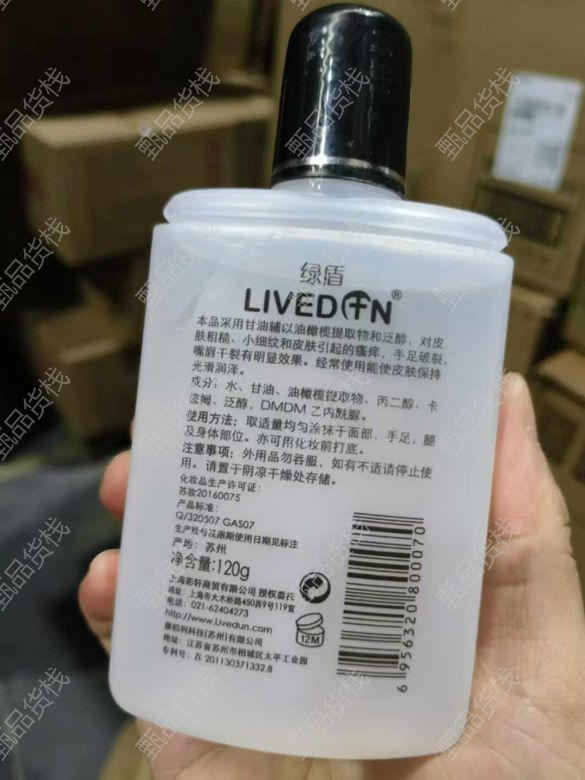 绿盾
LIVEDUN®
本品采用甘油辅以油橄榄提取物和泛醇，对皮
肤粗糙、小细纹和皮肤引起的瘙痒，手足破裂，
嘴唇干裂有明显效果。经常使用能使皮肤保持
光滑润泽。
成分：水、甘油、油橄榄提取物、丙二醇、卡
波姆、泛醇，DMDM 乙内酰脲。
使用方法：取适量均匀涂抹于面部，手足，腿
及身体部位。亦可用化妆前打底。
注意事项：外用品勿吞服，如有不适请停止使
用。请置于阴凉干燥处存储。
化妆品生产许可证：
苏妆20160075
产品标准：
Q/320507 GAS07
生产批号及限期使用日期见标注
产地：苏州
净含量:120g
上海彩轩商贸有限公司 授权委托
地址：上海市大木桥路450弄9号119室
电话：021-62404273
http://www.Livedun.com
摩柏润科技(苏州)有限公司
地址：江苏省苏州市相城区太平工业园
专利号：ZL 201130371332.8
12M
6 956320 800070
甄品货栈